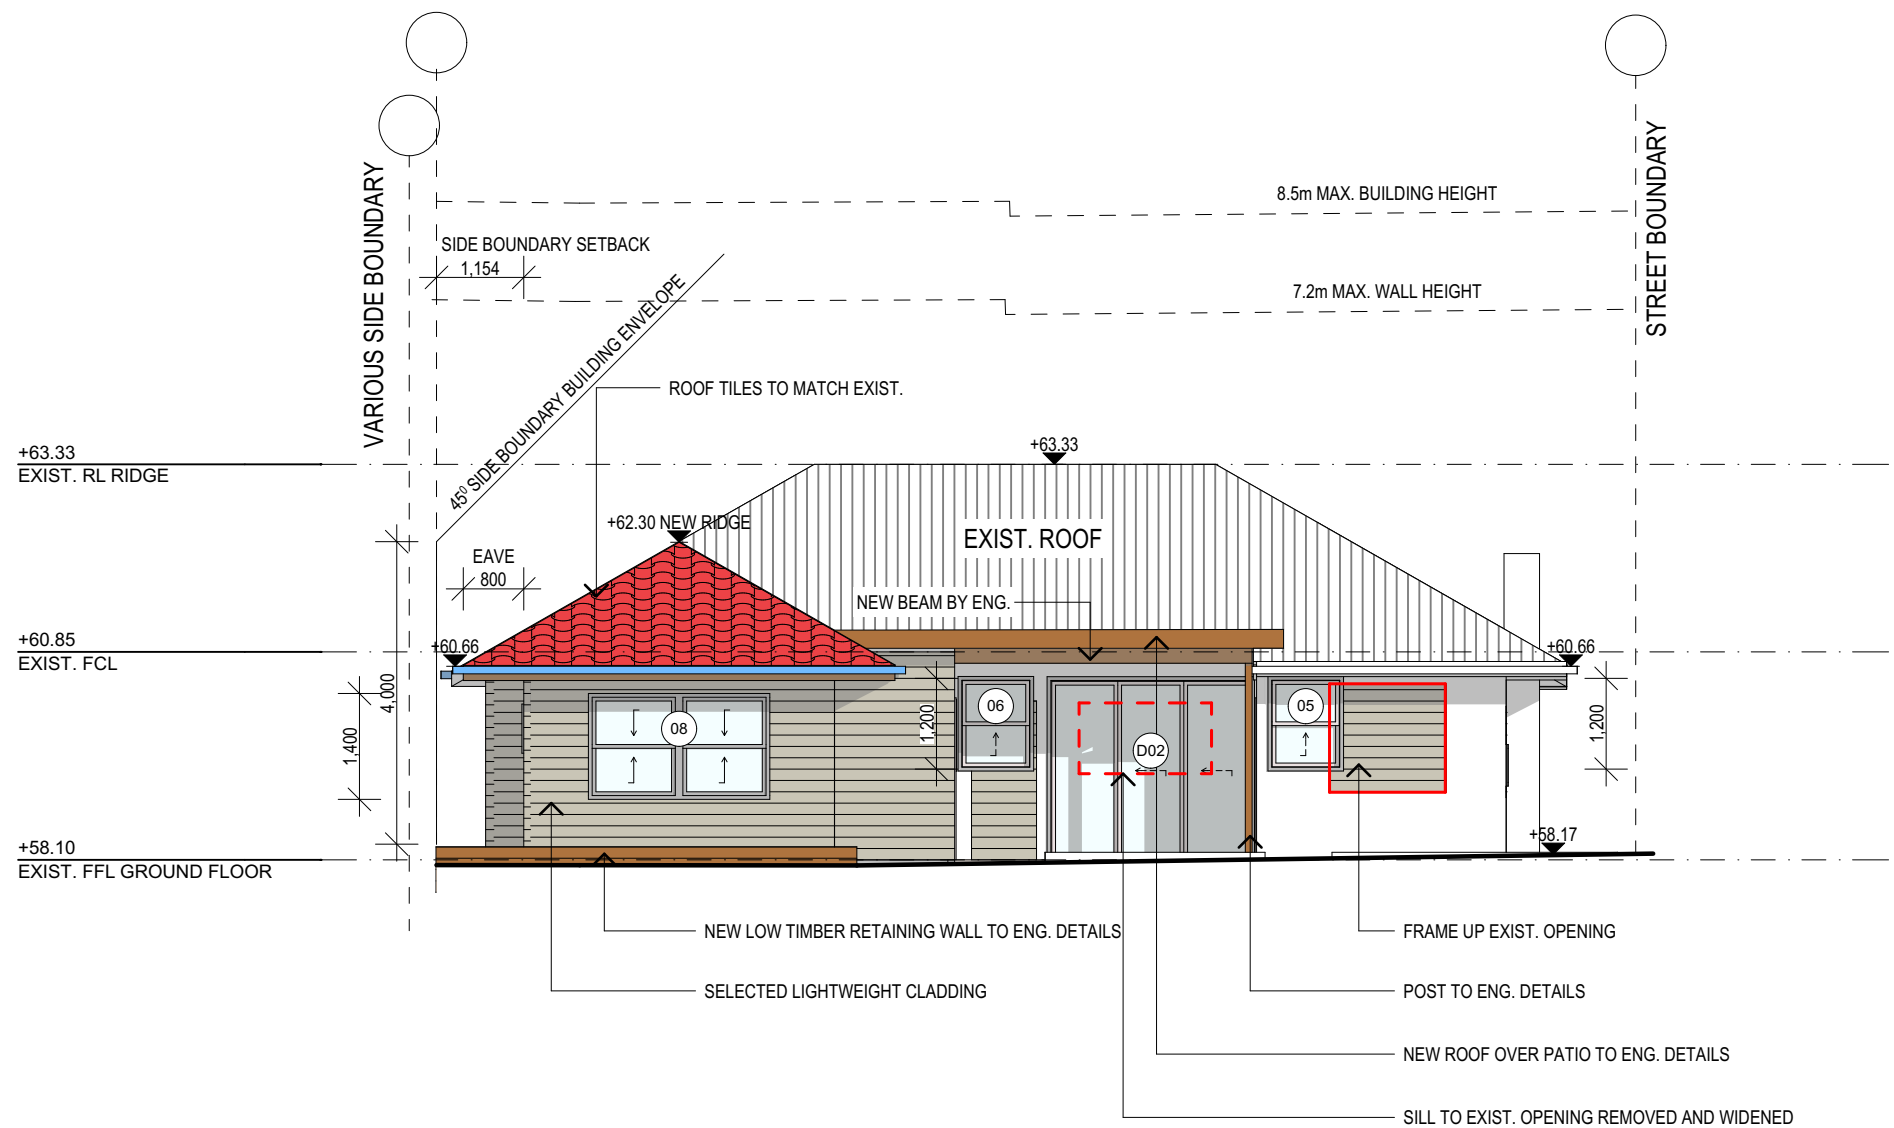 VARIOUS SIDE BOUNDARY
STREET BOUNDARY
8.5m MAX. BUILDING HEIGHT
SIDE BOUNDARY SETBACK
1,154
7.2m MAX. WALL HEIGHT
45⁰ SIDE BOUNDARY BUILDING ENVELOPE
ROOF TILES TO MATCH EXIST.
+63.33
EXIST. RL RIDGE
+63.33
+62.30 NEW RIDGE
EXIST. ROOF
EAVE
800
NEW BEAM BY ENG.
+60.85
EXIST. FCL
+60.66
+60.66
4,000
1,400
1,200
1,200
08
06
D02
05
+58.10
EXIST. FFL GROUND FLOOR
+58.17
NEW LOW TIMBER RETAINING WALL TO ENG. DETAILS
FRAME UP EXIST. OPENING
SELECTED LIGHTWEIGHT CLADDING
POST TO ENG. DETAILS
NEW ROOF OVER PATIO TO ENG. DETAILS
SILL TO EXIST. OPENING REMOVED AND WIDENED